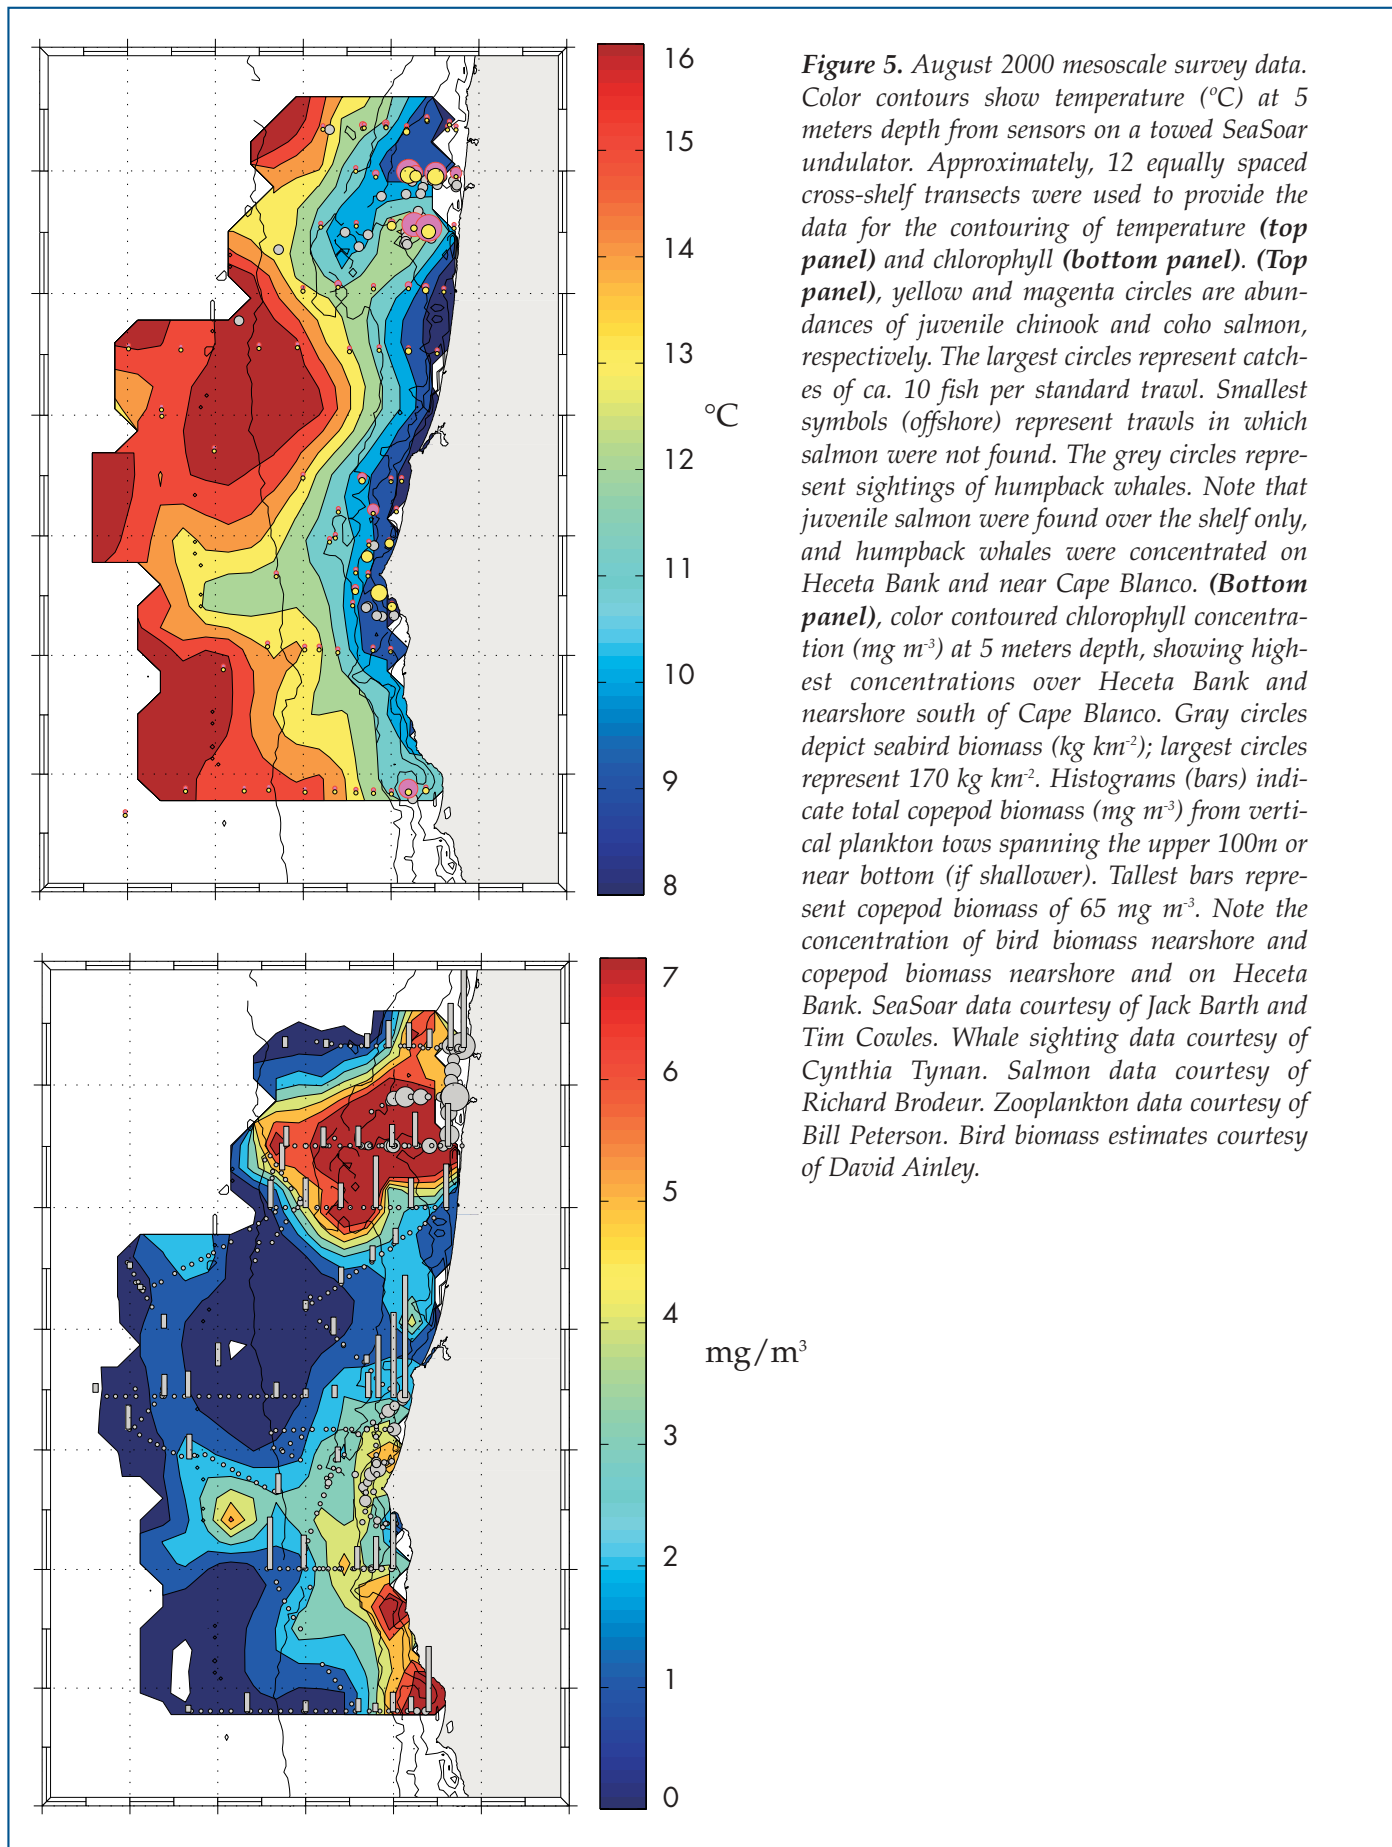 16
15
14
13
°C
12
11
10
9
8
7
6
5
4
mg/m³
3
2
1
0
Figure 5. August 2000 mesoscale survey data.
Color contours show temperature (ºC) at 5
meters depth from sensors on a towed SeaSoar
undulator. Approximately, 12 equally spaced
cross-shelf transects were used to provide the
data for the contouring of temperature (top
panel) and chlorophyll (bottom panel). (Top
panel), yellow and magenta circles are abun-
dances of juvenile chinook and coho salmon,
respectively. The largest circles represent catch-
es of ca. 10 fish per standard trawl. Smallest
symbols (offshore) represent trawls in which
salmon were not found. The grey circles repre-
sent sightings of humpback whales. Note that
juvenile salmon were found over the shelf only,
and humpback whales were concentrated on
Heceta Bank and near Cape Blanco. (Bottom
panel), color contoured chlorophyll concentra-
tion (mg m⁻³) at 5 meters depth, showing high-
est concentrations over Heceta Bank and
nearshore south of Cape Blanco. Gray circles
depict seabird biomass (kg km⁻²); largest circles
represent 170 kg km⁻². Histograms (bars) indi-
cate total copepod biomass (mg m⁻³) from verti-
cal plankton tows spanning the upper 100m or
near bottom (if shallower). Tallest bars repre-
sent copepod biomass of 65 mg m⁻³. Note the
concentration of bird biomass nearshore and
copepod biomass nearshore and on Heceta
Bank. SeaSoar data courtesy of Jack Barth and
Tim Cowles. Whale sighting data courtesy of
Cynthia Tynan. Salmon data courtesy of
Richard Brodeur. Zooplankton data courtesy of
Bill Peterson. Bird biomass estimates courtesy
of David Ainley.